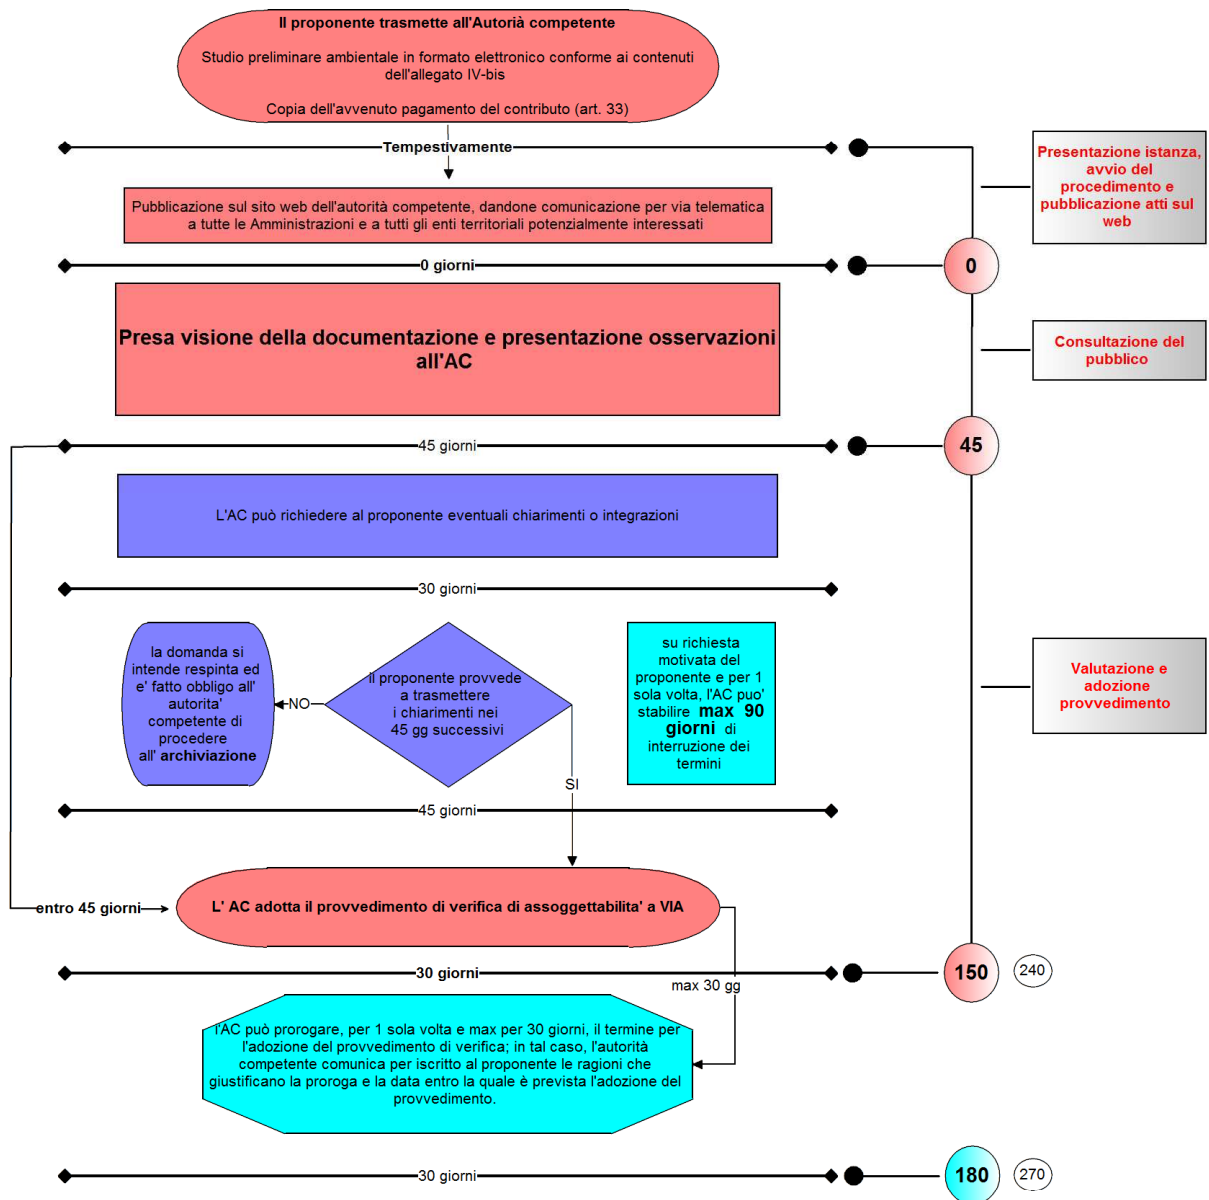 Il proponente trasmette all'Autorià competente
Studio preliminare ambientale in formato elettronico conforme ai contenuti
dell'allegato IV-bis
Copia dell'avvenuto pagamento del contributo (art. 33)
Tempestivamente
Presentazione istanza,
avvio del
procedimento e
pubblicazione atti sul
web
Pubblicazione sul sito web dell'autorità competente, dandone comunicazione per via telematica
a tutte le Amministrazioni e a tutti gli enti territoriali potenzialmente interessati
0 giorni
0
Presa visione della documentazione e presentazione osservazioni
all'AC
Consultazione del
pubblico
45 giorni
45
L'AC può richiedere al proponente eventuali chiarimenti o integrazioni
30 giorni
la domanda si
intende respinta ed
e' fatto obbligo all'
autorita'
competente di
procedere
all' archiviazione
NO
il proponente provvede
a trasmettere
i chiarimenti nei
45 gg successivi
SI
su richiesta
motivata del
proponente e per 1
sola volta, l'AC puo'
stabilire max 90
giorni di
interruzione dei
termini
Valutazione e
adozione
provvedimento
45 giorni
entro 45 giorni
L' AC adotta il provvedimento di verifica di assoggettabilita' a VIA
30 giorni
150
240
max 30 gg
l'AC può prorogare, per 1 sola volta e max per 30 giorni, il termine per
l'adozione del provvedimento di verifica; in tal caso, l'autorità
competente comunica per iscritto al proponente le ragioni che
giustificano la proroga e la data entro la quale è prevista l'adozione del
provvedimento.
30 giorni
180
270